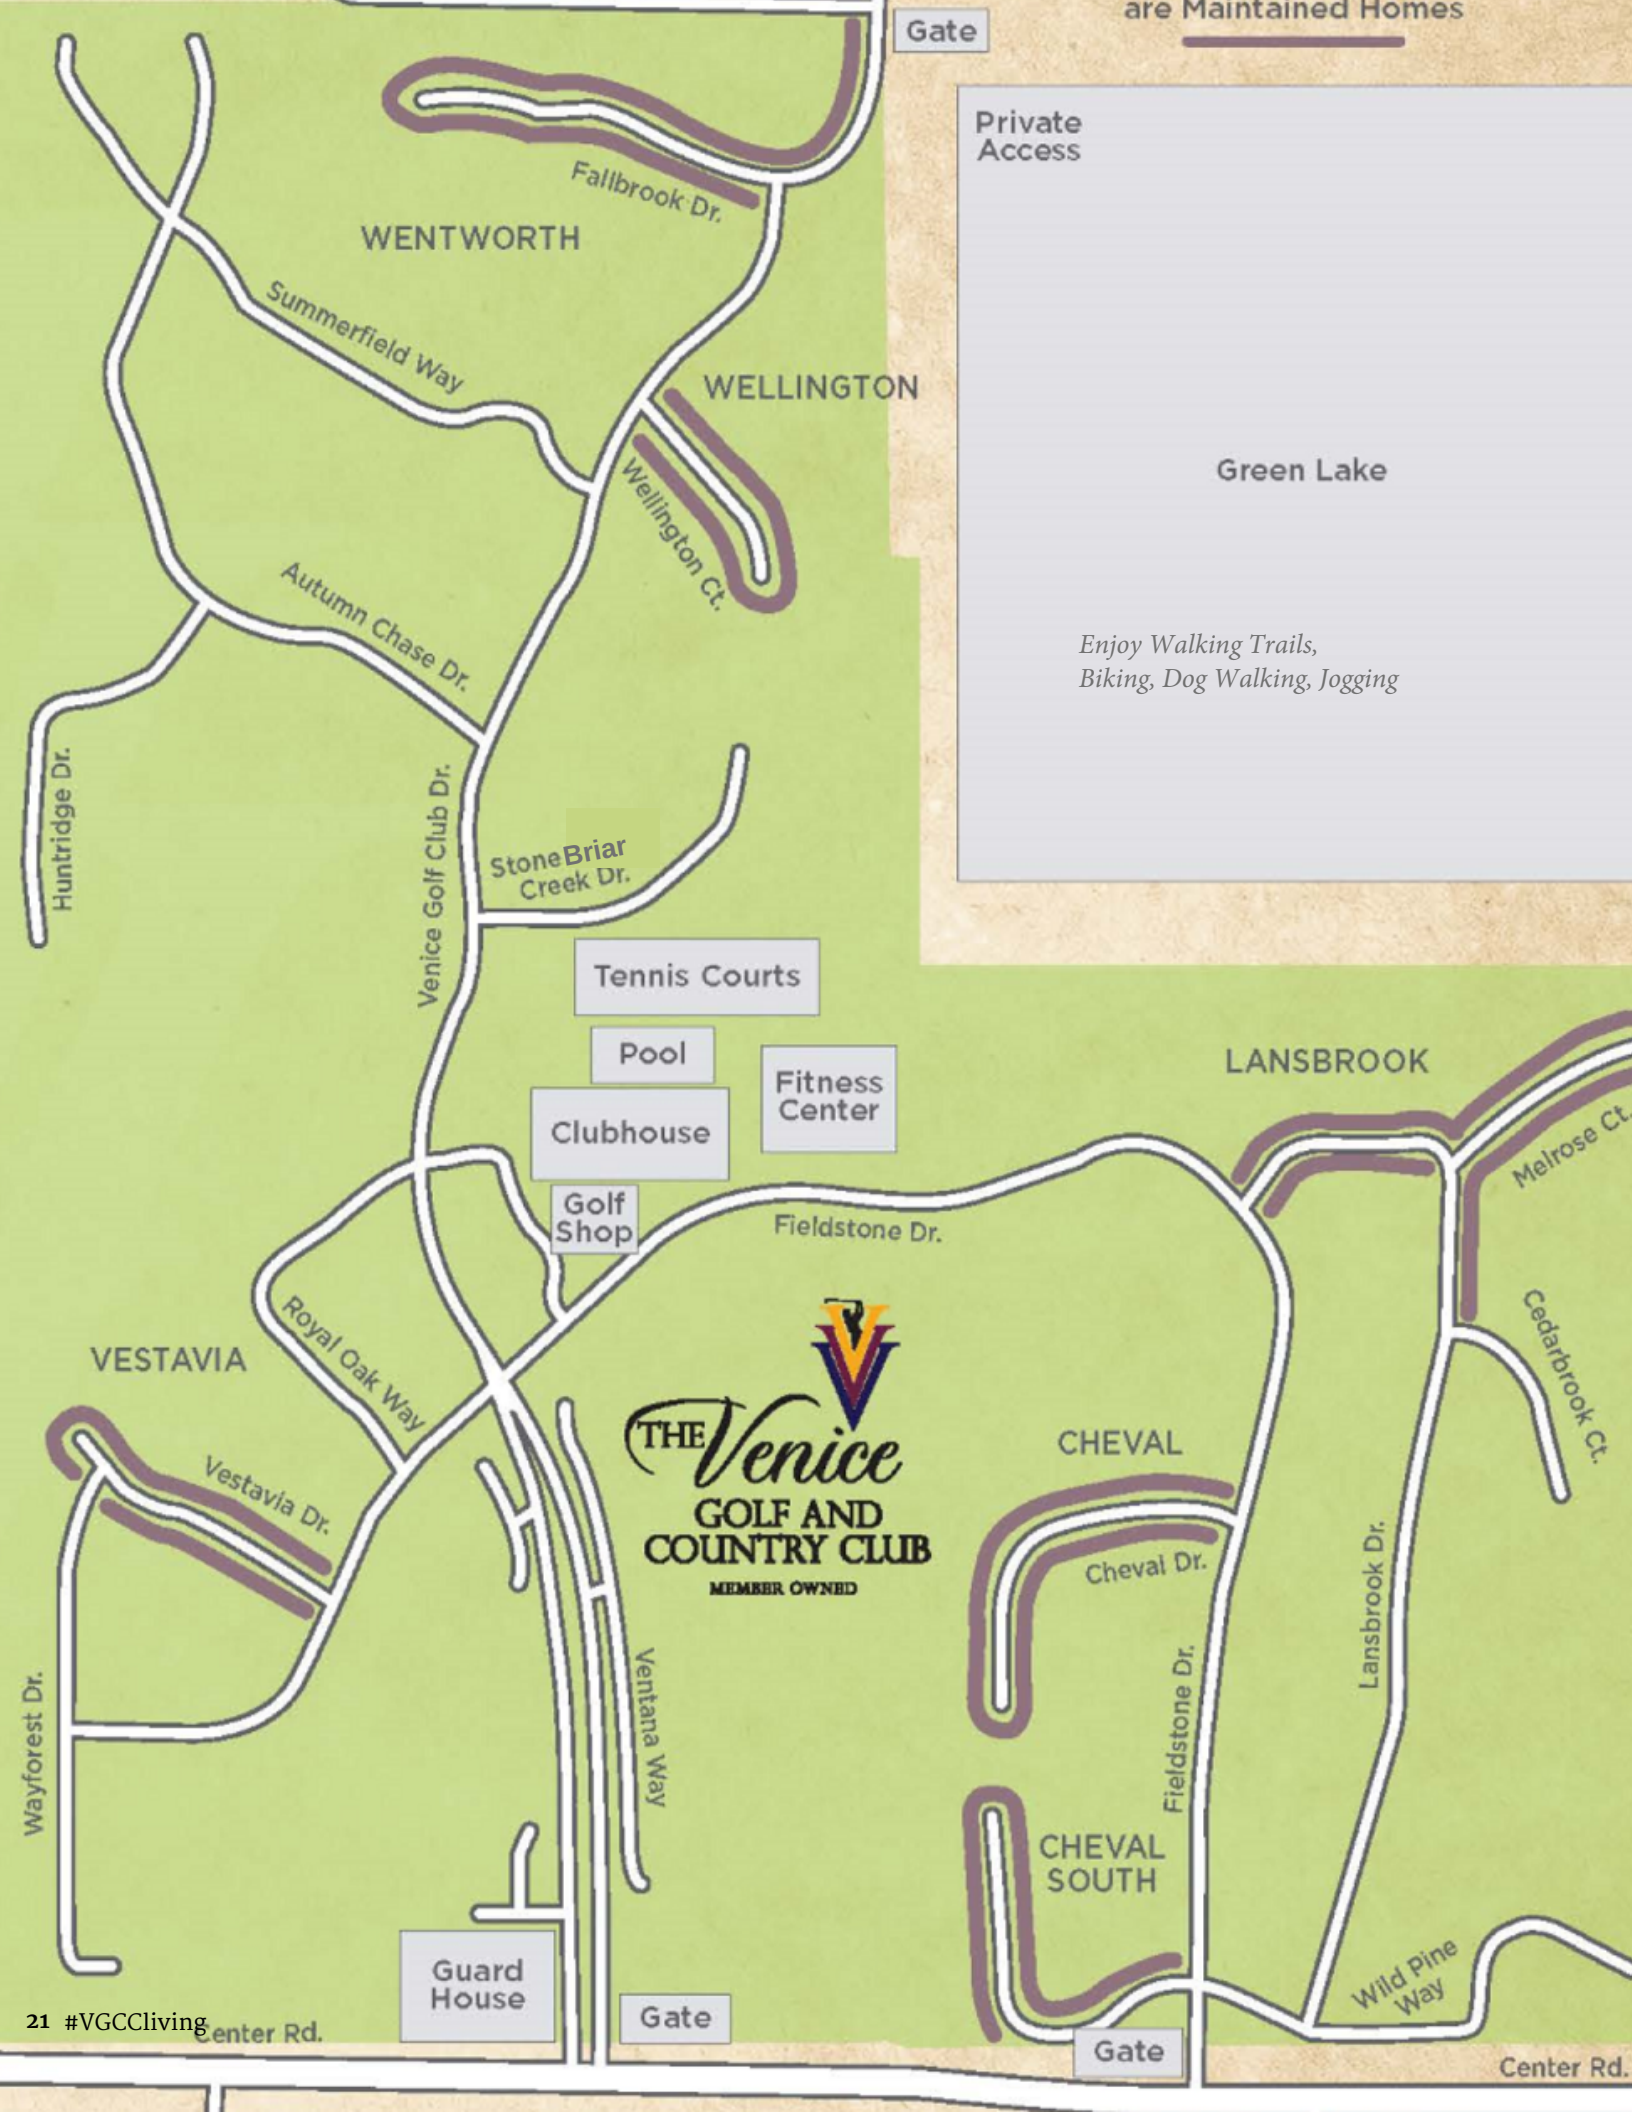 are Maintained Homes
Gate
Private
Access
Fallbrook Dr.
WENTWORTH
Summerfield Way
WELLINGTON
Wellington Ct.
Green Lake
Enjoy Walking Trails,
Biking, Dog Walking, Jogging
Autumn Chase Dr.
Huntridge Dr.
Venice Golf Club Dr.
StoneBriar
Creek Dr.
Tennis Courts
Pool
Fitness
Center
Clubhouse
Golf
Shop
LANSBROOK
Melrose Ct.
Fieldstone Dr.
Royal Oak Way
VESTAVIA
Vestavia Dr.
Cedarbrook Ct.
THE Venice
GOLF AND
COUNTRY CLUB
MEMBER OWNED
CHEVAL
Cheval Dr.
Lansbrook Dr.
Fieldstone Dr.
Ventana Way
Wayforest Dr.
CHEVAL
SOUTH
Wild Pine
Way
Guard
House
Gate
Gate
21 #VGCCliving
Center Rd.
Center Rd.